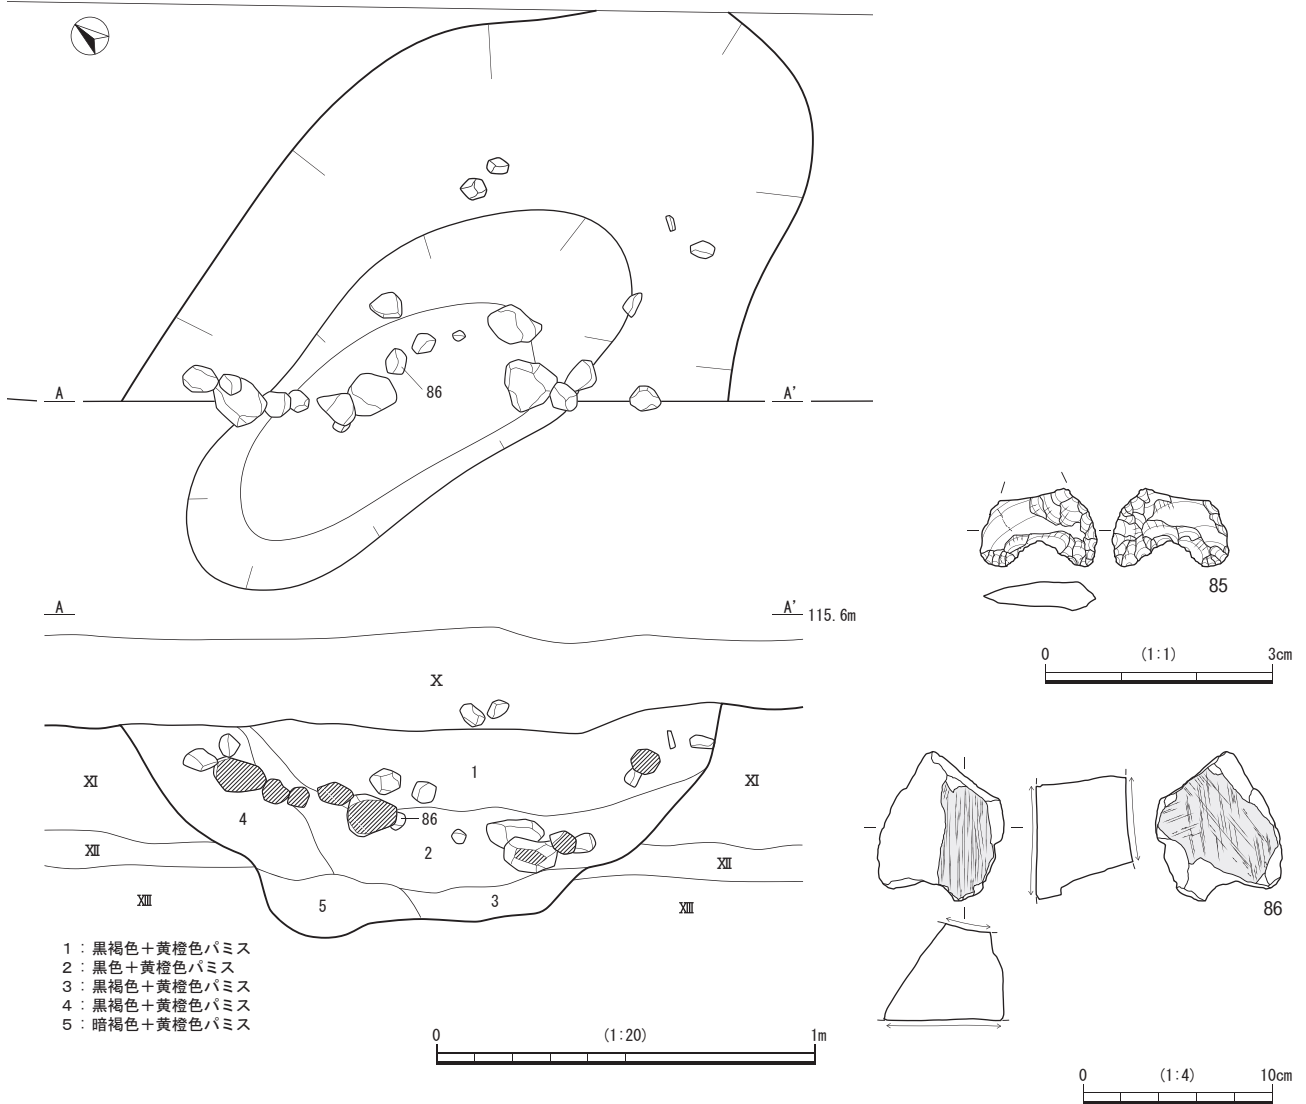 86
A
A'
A
A'
115.6m
X
XI
1
XI
4
86
2
XII
XII
XIII
5
3
XIII
1：黒褐色＋黄橙色パミス
2：黒色＋黄橙色パミス
3：黒褐色＋黄橙色パミス
4：黒褐色＋黄橙色パミス
5：暗褐色＋黄橙色パミス
0 (1:20) 1m
85
0 (1:1) 3cm
86
0 (1:4) 10cm